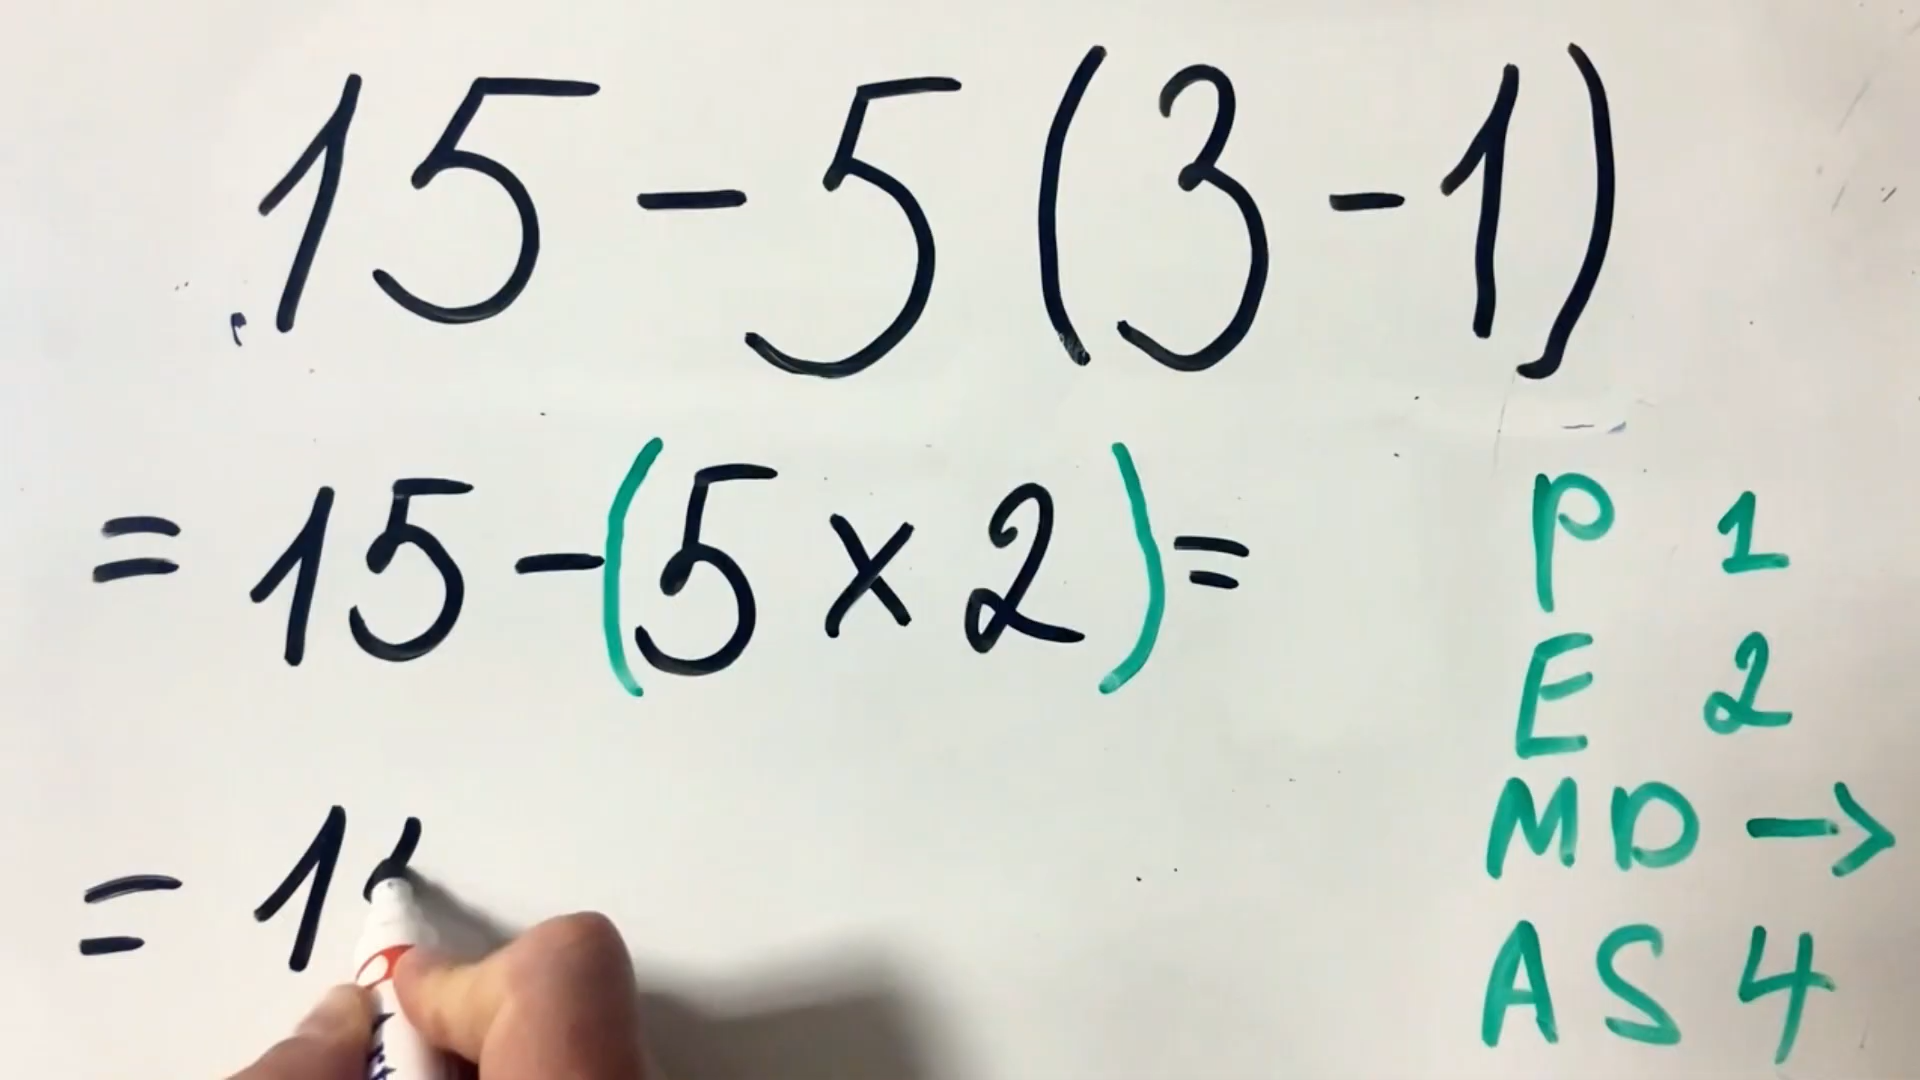 15 - 5 (3 - 1)
= 15 - (5 × 2) =
P 1
E 2
MD →
= 1
AS 4